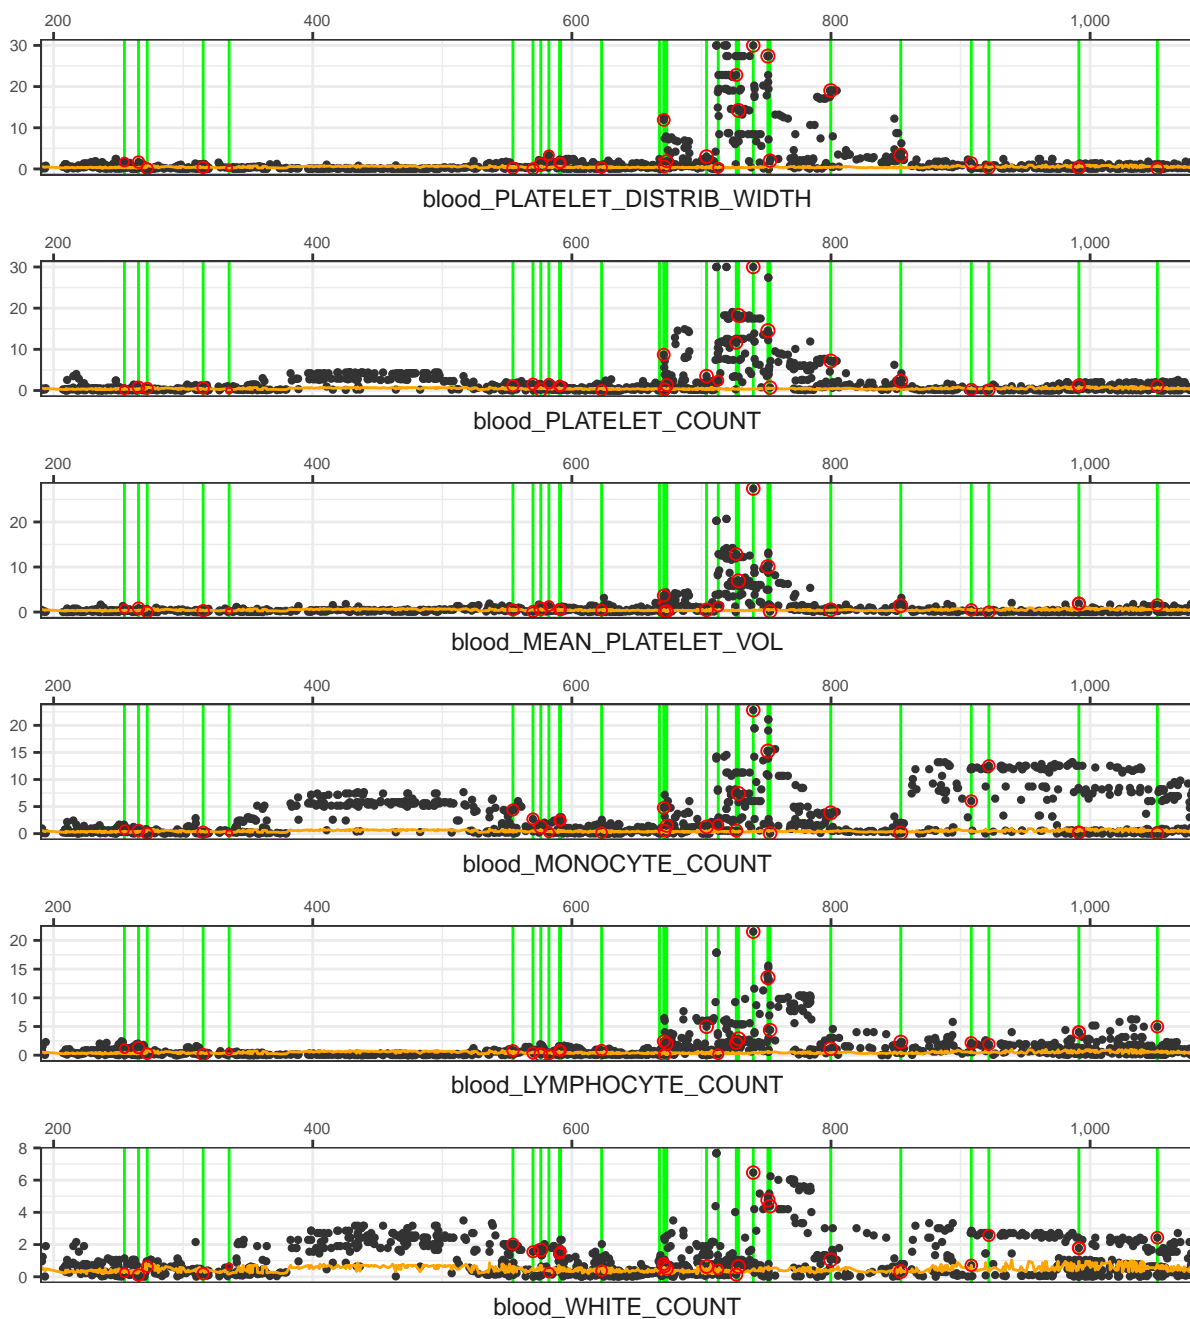 200 400 600 800 1,000
30
20
10
0
blood_PLATELET_DISTRIB_WIDTH
200 400 600 800 1,000
30
20
10
0
blood_PLATELET_COUNT
200 400 600 800 1,000
20
10
0
blood_MEAN_PLATELET_VOL
200 400 600 800 1,000
20
15
10
5
0
blood_MONOCYTE_COUNT
200 400 600 800 1,000
20
15
10
5
0
blood_LYMPHOCYTE_COUNT
200 400 600 800 1,000
8
6
4
2
0
blood_WHITE_COUNT